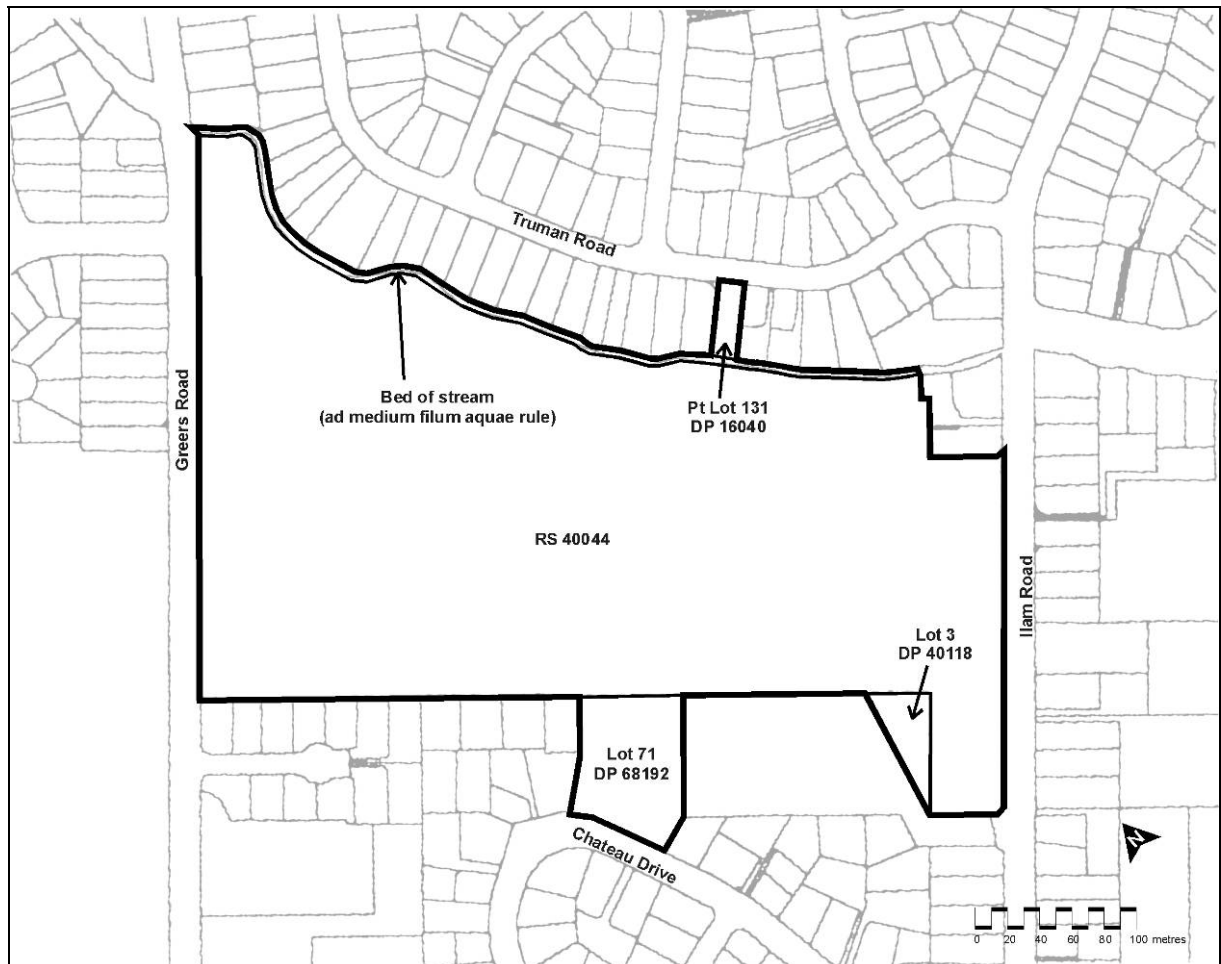 Truman Road
Bed of stream
(ad medium filum aquae rule)
Pt Lot 131
DP 16040
Greers Road
RS 40044
Ilam Road
Lot 3
DP 40118
Lot 71
DP 68192
Chateau Drive
N
0 20 40 60 80 100 metres